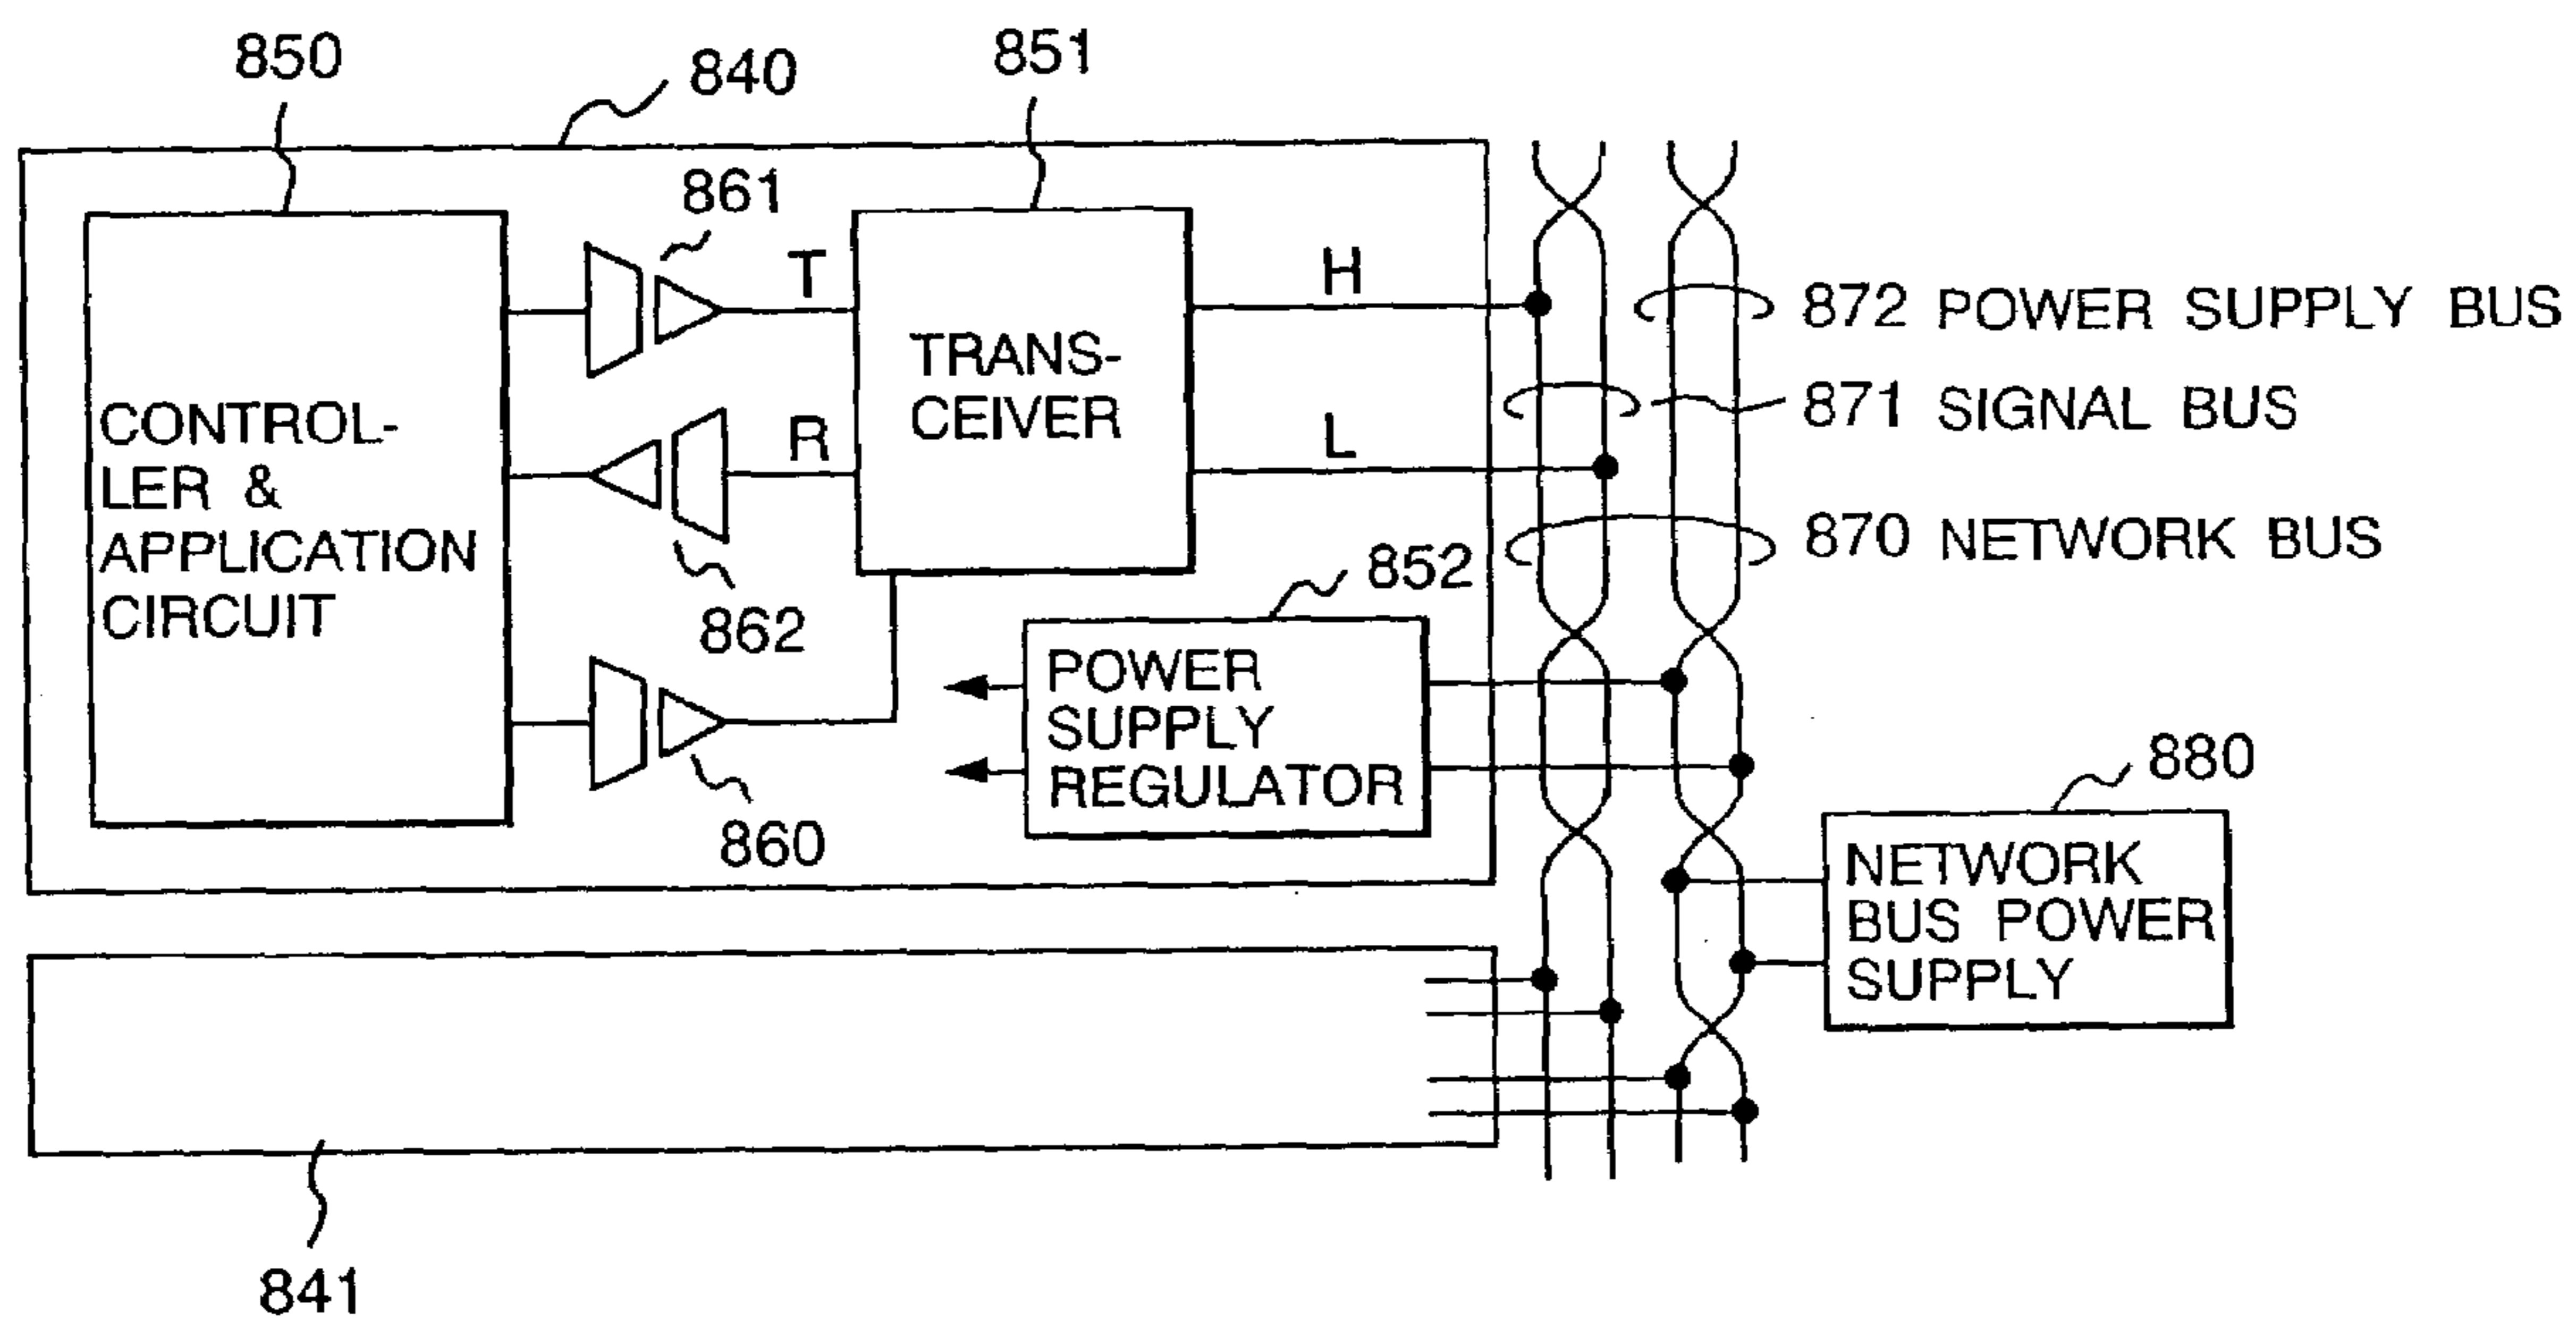 850
840
851
861
T
H
872 POWER SUPPLY BUS
TRANS-
CEIVER
871 SIGNAL BUS
CONTROL-
LER &
APPLICATION
CIRCUIT
R
L
870 NETWORK BUS
852
862
POWER
SUPPLY
REGULATOR
860
880
NETWORK
BUS POWER
SUPPLY
841